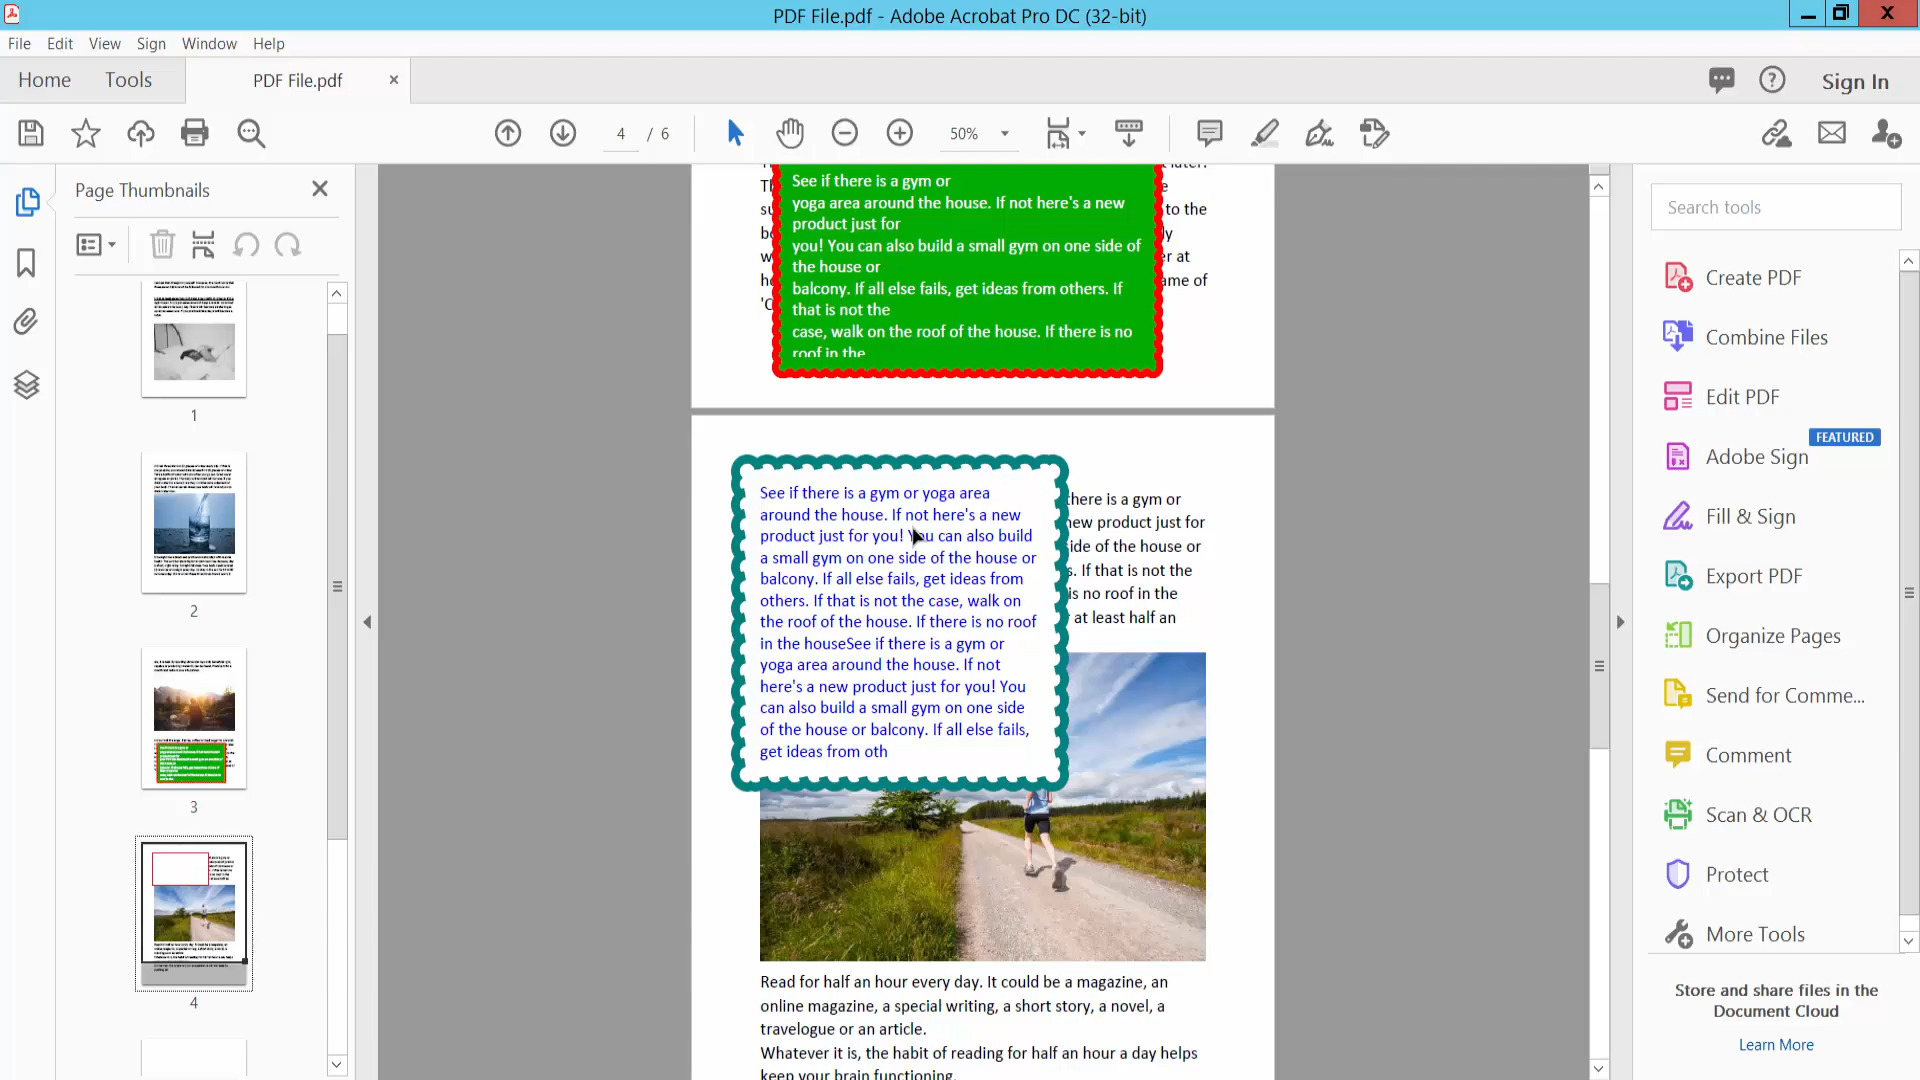 PDF File.pdf - Adobe Acrobat Pro DC (32-bit)
File Edit View Sign Window Help
Home Tools PDF File.pdf × Sign In
4 / 6 50%
Page Thumbnails
1
2
3
4
later.
to the
er at
ame of
See if there is a gym or
yoga area around the house. If not here's a new
product just for
you! You can also build a small gym on one side of
the house or
balcony. If all else fails, get ideas from others. If
that is not the
case, walk on the roof of the house. If there is no
roof in the
See if there is a gym or yoga area
around the house. If not here's a new
product just for you! You can also build
a small gym on one side of the house or
balcony. If all else fails, get ideas from
others. If that is not the case, walk on
the roof of the house. If there is no roof
in the houseSee if there is a gym or
yoga area around the house. If not
here's a new product just for you! You
can also build a small gym on one side
of the house or balcony. If all else fails,
get ideas from oth
there is a gym or
new product just for
ide of the house or
s. If that is not the
is no roof in the
at least half an
Read for half an hour every day. It could be a magazine, an
online magazine, a special writing, a short story, a novel, a
travelogue or an article.
Whatever it is, the habit of reading for half an hour a day helps
keep your brain functioning.
Search tools
Create PDF
Combine Files
Edit PDF
FEATURED
Adobe Sign
Fill & Sign
Export PDF
Organize Pages
Send for Comme...
Comment
Scan & OCR
Protect
More Tools
Store and share files in the
Document Cloud
Learn More